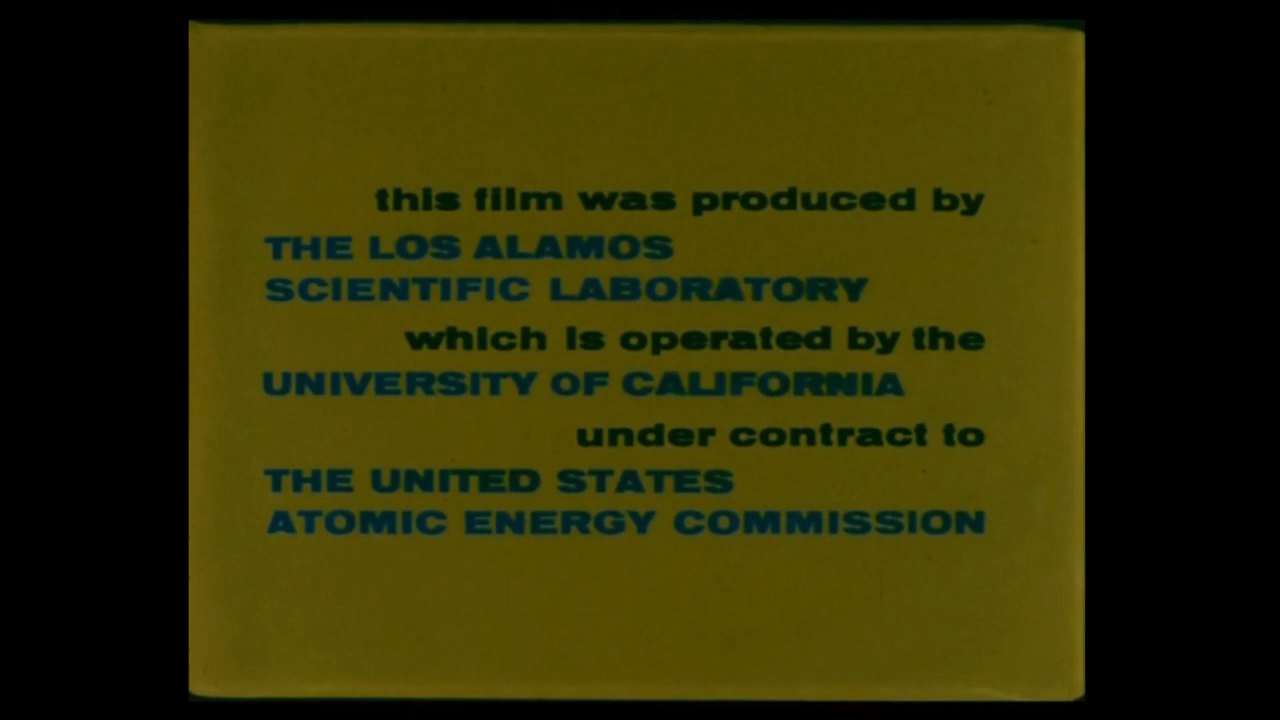 this film was produced by
THE LOS ALAMOS
SCIENTIFIC LABORATORY
which is operated by the
UNIVERSITY OF CALIFORNIA
under contract to
THE UNITED STATES
ATOMIC ENERGY COMMISSION